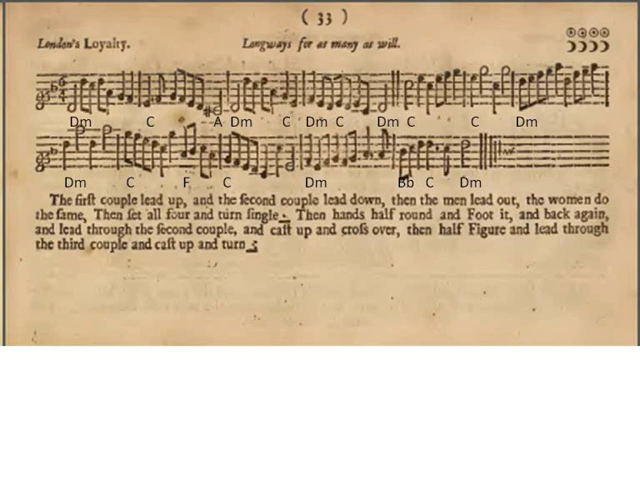 ( 33 )
London's Loyalty. Longways for as many as will.
Dm C A Dm C Dm C Dm C C Dm
Dm C F C Dm Bb C Dm
The firſt couple lead up, and the ſecond couple lead down, then the men lead out, the women do
the ſame, Then ſet all four and turn ſingle. Then hands half round and Foot it, and back again,
and lead through the ſecond couple, and caſt up and croſs over, then half Figure and lead through
the third couple and caſt up and turn